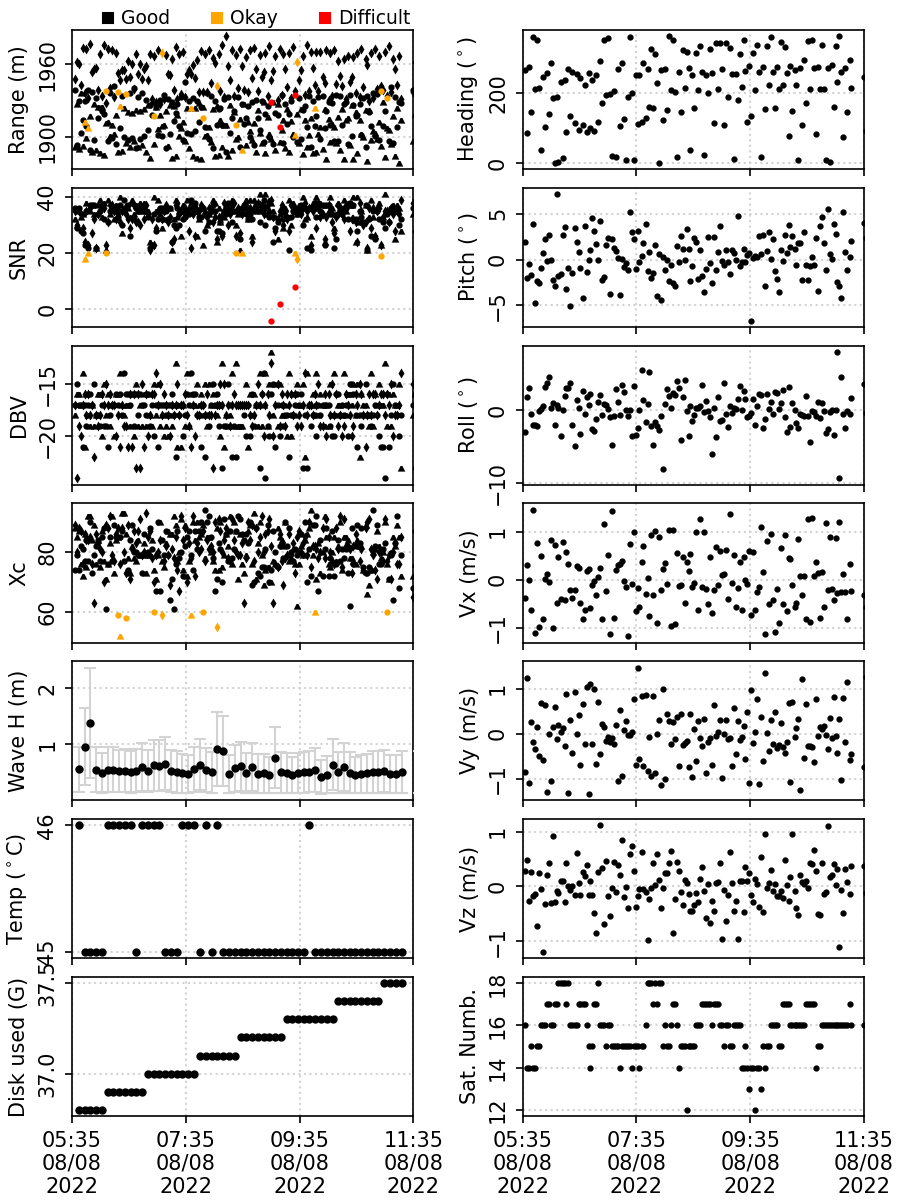 Good Okay Difficult
Range (m)
1960
1900
Heading (°)
200
0
SNR
40
20
0
Pitch (°)
5
0
−5
DBV
−15
−20
Roll (°)
0
−10
Xc
80
60
Vx (m/s)
1
0
−1
Wave H (m)
2
1
Vy (m/s)
1
0
−1
Temp (°C)
46
45
Vz (m/s)
1
0
−1
Disk used (G)
37.5
37.0
Sat. Numb.
18
16
14
12
05:35 07:35 09:35 11:35
08/08 08/08 08/08 08/08
2022 2022 2022 2022
05:35 07:35 09:35 11:35
08/08 08/08 08/08 08/08
2022 2022 2022 2022